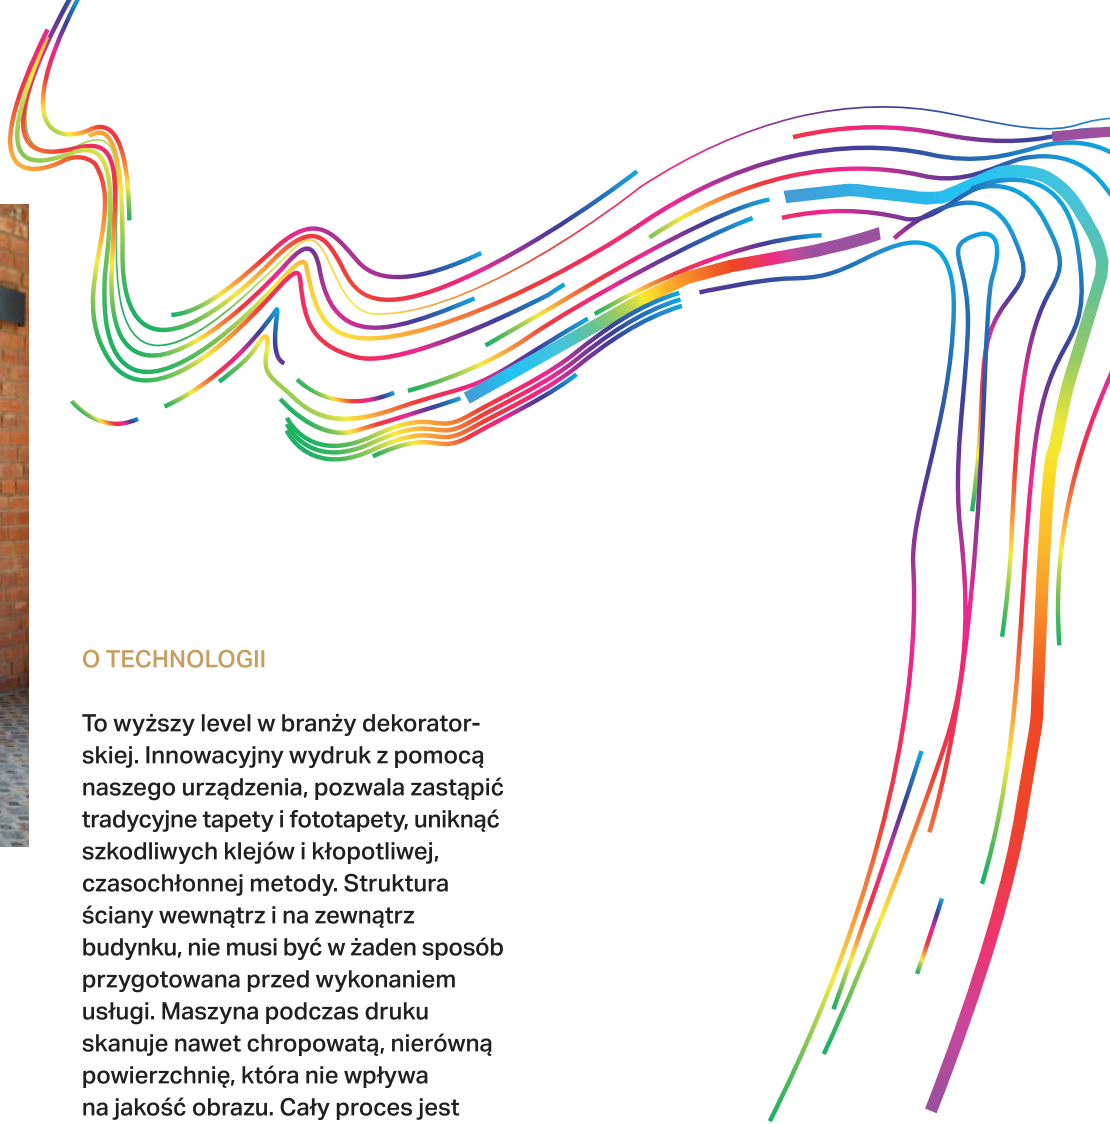 O TECHNOLOGII
To wyższy level w branży dekorator-
skiej. Innowacyjny wydruk z pomocą
naszego urządzenia, pozwala zastąpić
tradycyjne tapety i fototapety, uniknąć
szkodliwych klejów i kłopotliwej,
czasochłonnej metody. Struktura
ściany wewnątrz i na zewnątrz
budynku, nie musi być w żaden sposób
przygotowana przed wykonaniem
usługi. Maszyna podczas druku
skanuje nawet chropowatą, nierówną
powierzchnię, która nie wpływa
na jakość obrazu. Cały proces jest